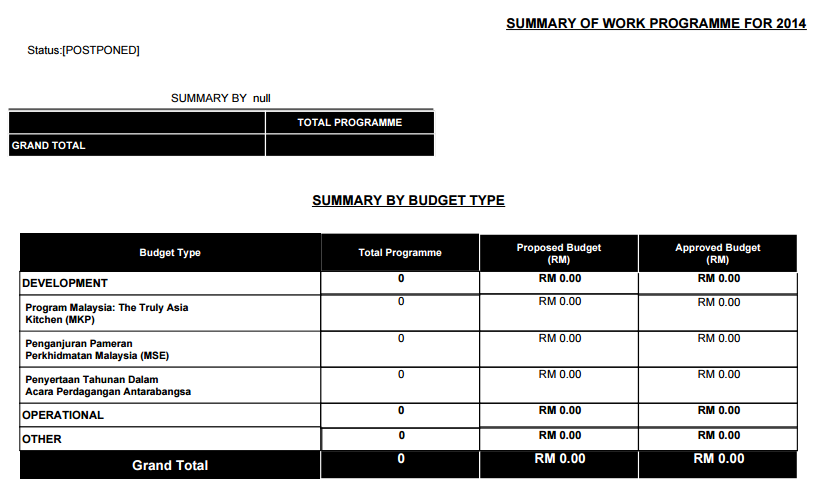 SUMMARY OF WORK PROGRAMME FOR 2014
Status:[POSTPONED]
SUMMARY BY null
TOTAL PROGRAMME
GRAND TOTAL
SUMMARY BY BUDGET TYPE
Budget Type Total Programme Proposed Budget (RM) Approved Budget (RM)
DEVELOPMENT 0 RM 0.00 RM 0.00
Program Malaysia: The Truly Asia 0 RM 0.00 RM 0.00
Kitchen (MKP)
Penganjuran Pameran 0 RM 0.00 RM 0.00
Perkhidmatan Malaysia (MSE)
Penyertaan Tahunan Dalam 0 RM 0.00 RM 0.00
Acara Perdagangan Antarabangsa
OPERATIONAL 0 RM 0.00 RM 0.00
OTHER 0 RM 0.00 RM 0.00
Grand Total 0 RM 0.00 RM 0.00